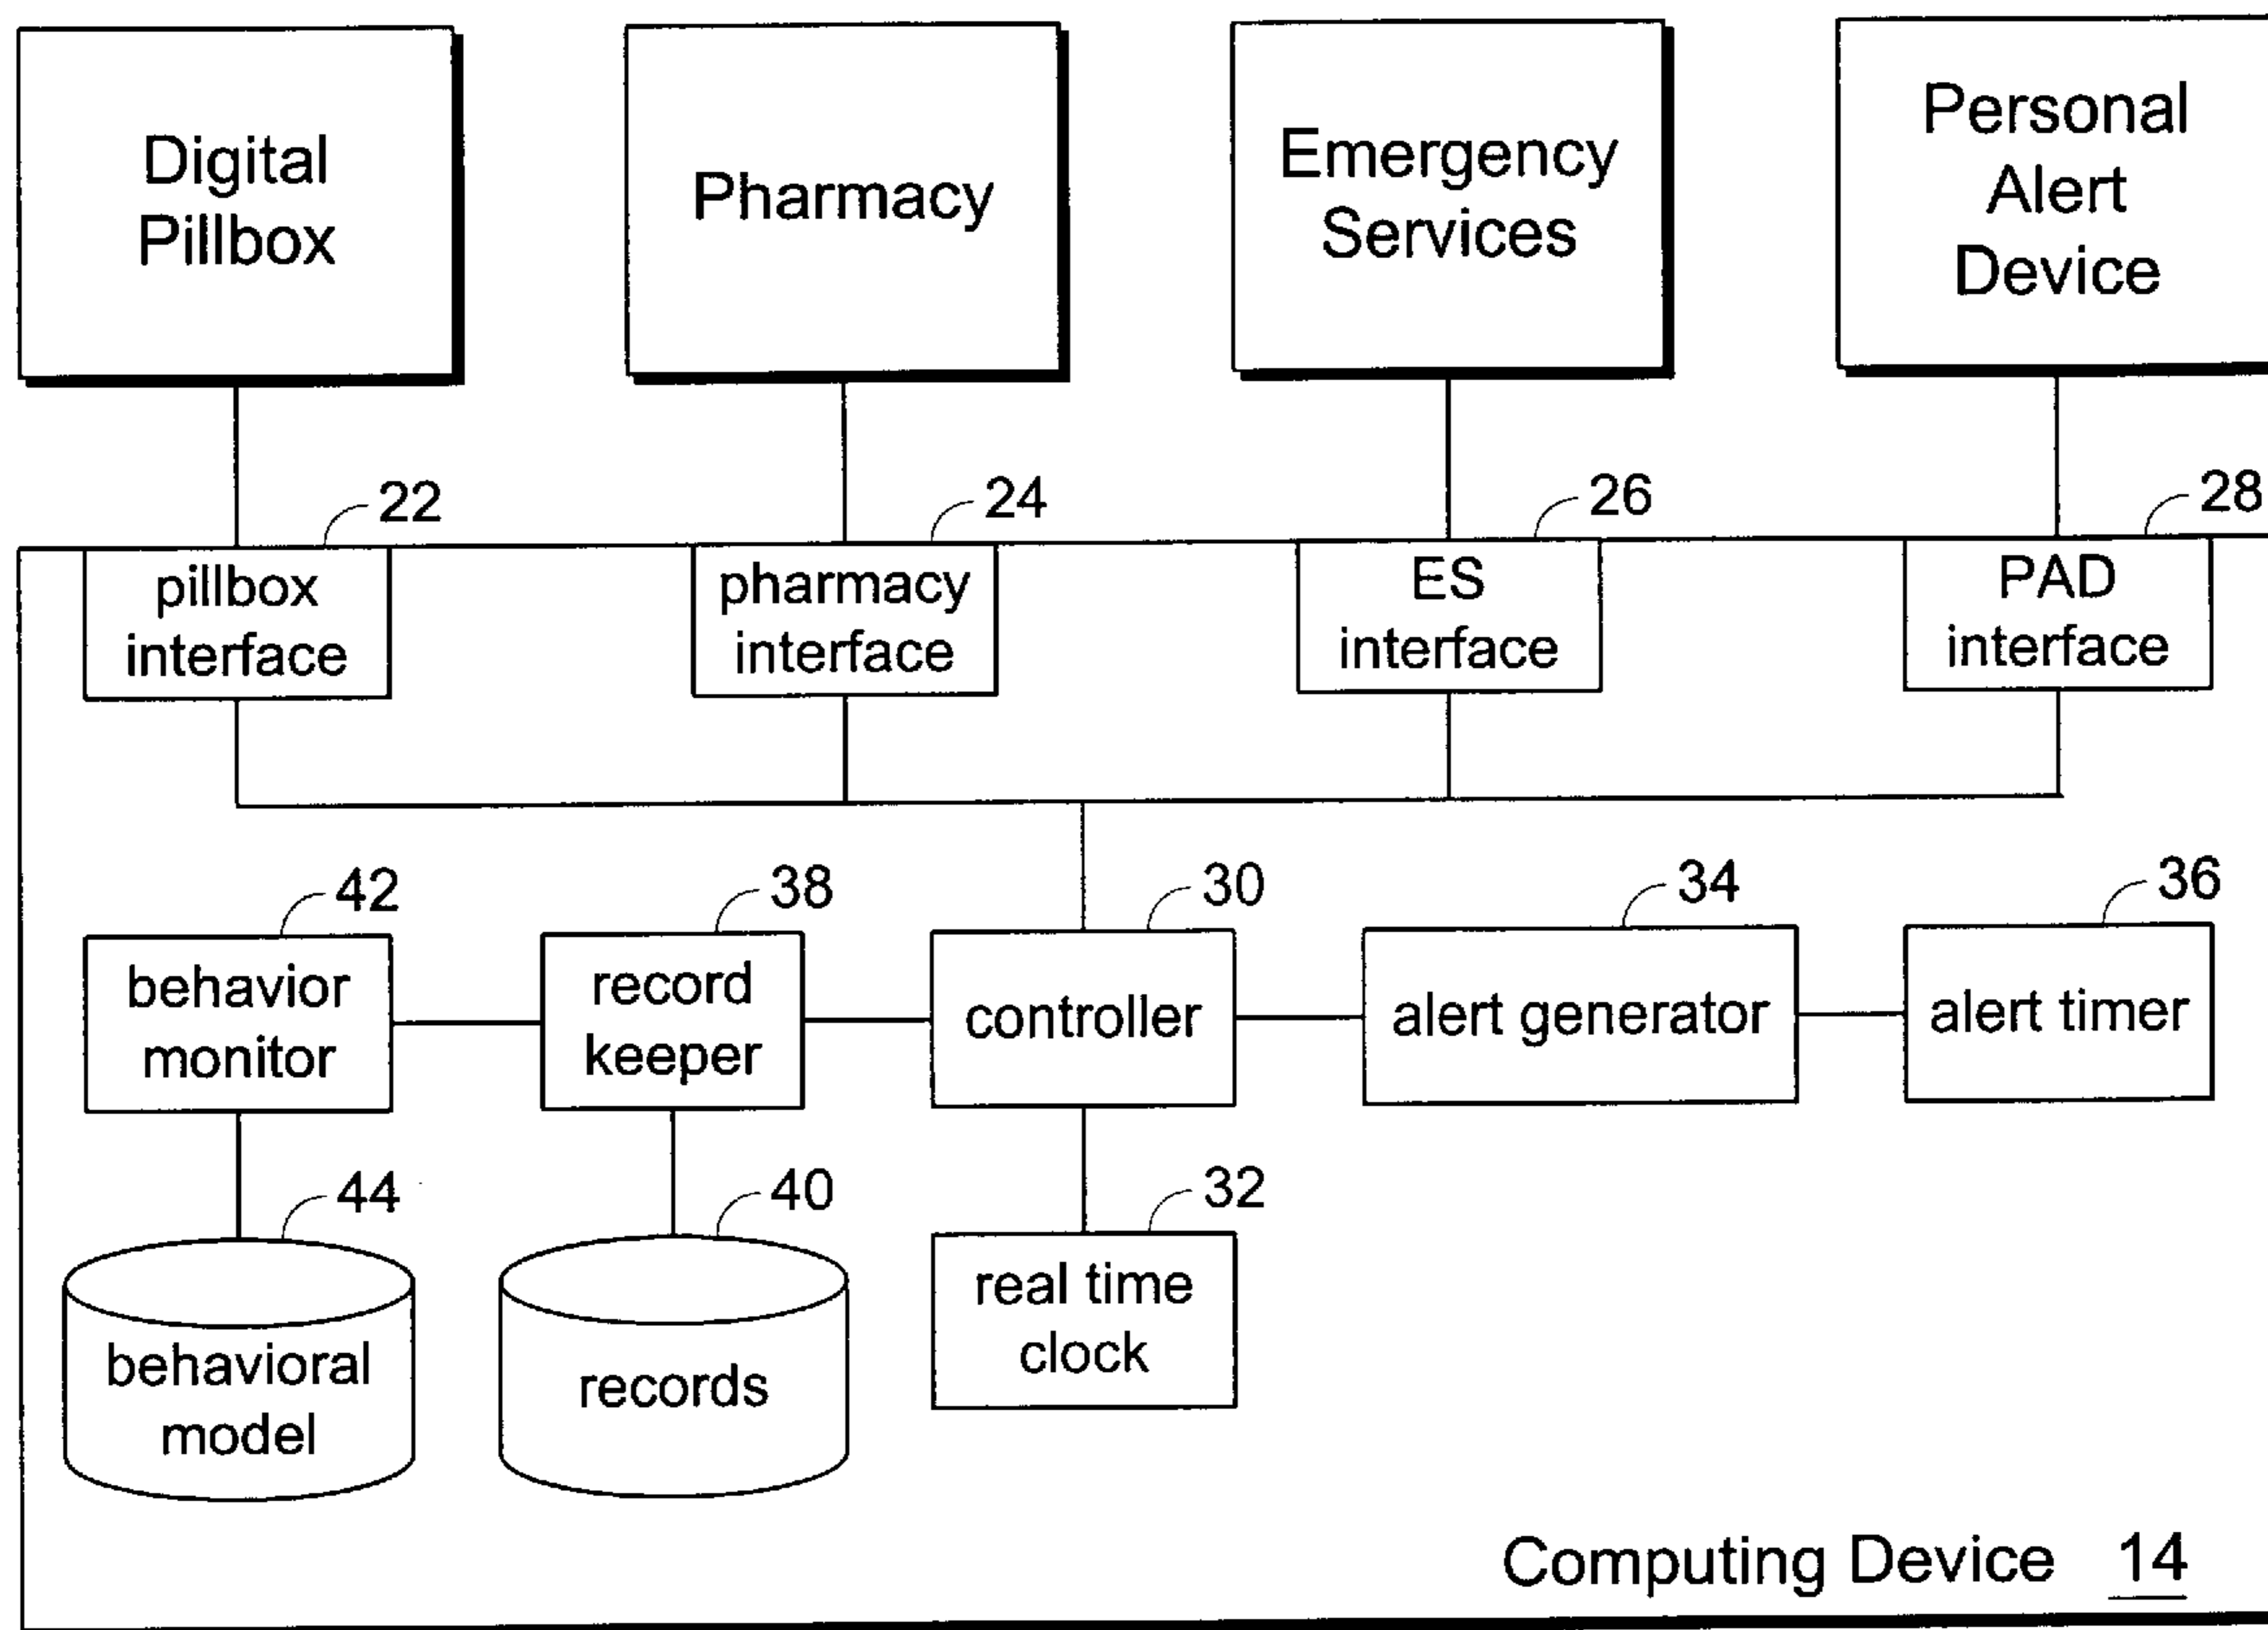 Digital
Pillbox
Pharmacy
Emergency
Services
Personal
Alert
Device
22
24
26
28
pillbox
interface
pharmacy
interface
ES
interface
PAD
interface
42
38
30
34
36
behavior
monitor
record
keeper
controller
alert generator
alert timer
44
40
32
behavioral
model
records
real time
clock
Computing Device 14